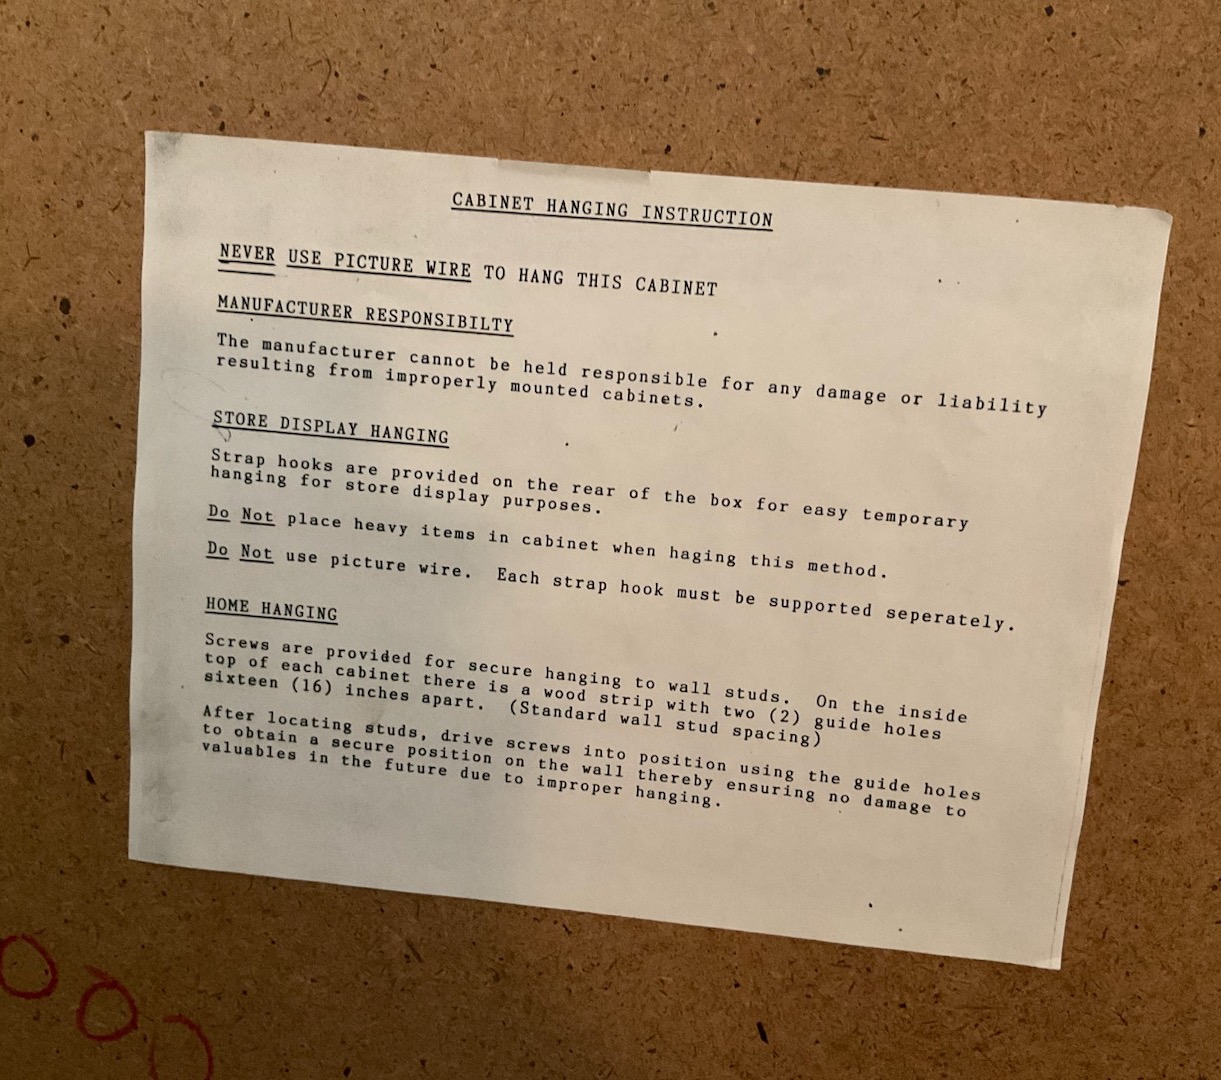 CABINET HANGING INSTRUCTION
NEVER USE PICTURE WIRE TO HANG THIS CABINET
MANUFACTURER RESPONSIBILTY
The manufacturer cannot be held responsible for any damage or liability
resulting from improperly mounted cabinets.
STORE DISPLAY HANGING
Strap hooks are provided on the rear of the box for easy temporary
hanging for store display purposes.
Do Not place heavy items in cabinet when haging this method.
Do Not use picture wire. Each strap hook must be supported seperately.
HOME HANGING
Screws are provided for secure hanging to wall studs. On the inside
top of each cabinet there is a wood strip with two (2) guide holes
sixteen (16) inches apart. (Standard wall stud spacing)
After locating studs, drive screws into position using the guide holes
to obtain a secure position on the wall thereby ensuring no damage to
valuables in the future due to improper hanging.